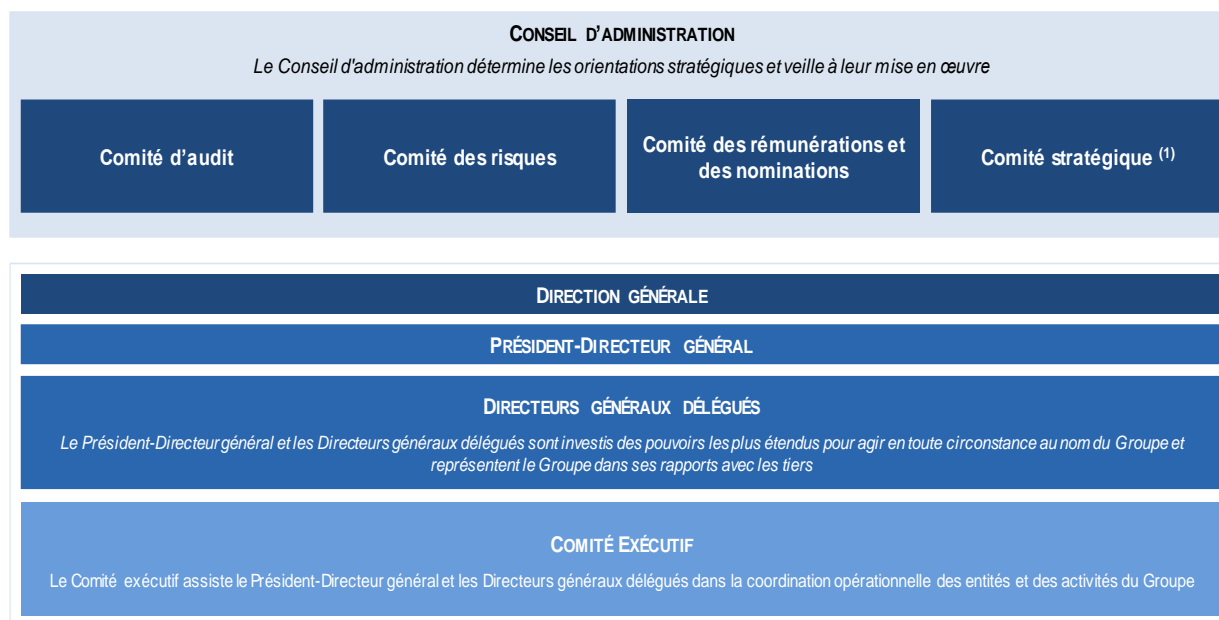 CONSEIL D'ADMINISTRATION
Le Conseil d'administration détermine les orientations stratégiques et veille à leur mise en œuvre
Comité d'audit
Comité des risques
Comité des rémunérations et
des nominations
Comité stratégique (1)
DIRECTION GÉNÉRALE
PRÉSIDENT-DIRECTEUR GÉNÉRAL
DIRECTEURS GÉNÉRAUX DÉLÉGUÉS
Le Président-Directeur général et les Directeurs généraux délégués sont investis des pouvoirs les plus étendus pour agir en toute circonstance au nom du Groupe et
représentent le Groupe dans ses rapports avec les tiers
COMITÉ EXÉCUTIF
Le Comité exécutif assiste le Président-Directeur général et les Directeurs généraux délégués dans la coordination opérationnelle des entités et des activités du Groupe